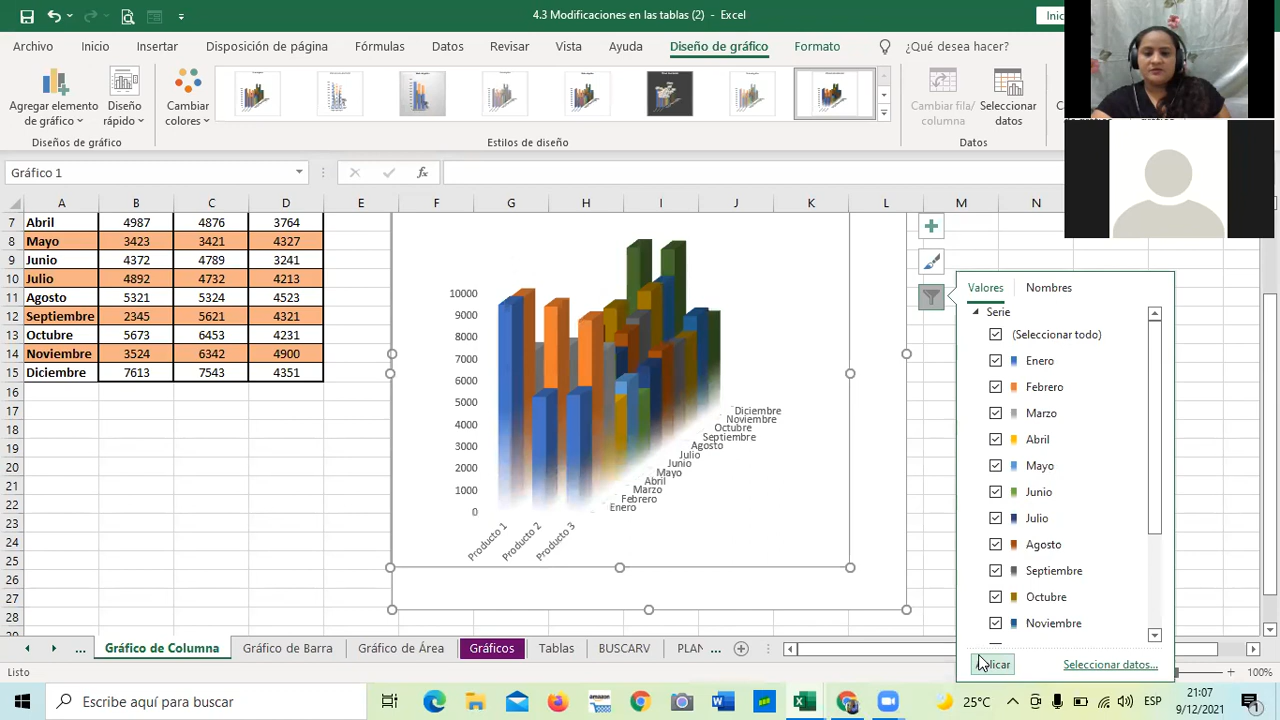 4.3 Modificaciones en las tablas (2) - Excel
Inic
Archivo Inicio Insertar Disposición de página Fórmulas Datos Revisar Vista Ayuda Diseño de gráfico Formato ¿Qué desea hacer?
Agregar elemento de gráfico
Diseño rápido
Cambiar colores
Cambiar fila/ columna
Seleccionar datos
Diseños de gráfico Estilos de diseño Datos
Gráfico 1
fx
A B C D E F G H I J K L M N
7 Abril 4987 4876 3764
8 Mayo 3423 3421 4327
9 Junio 4372 4789 3241
10 Julio 4892 4732 4213
11 Agosto 5321 5324 4523
12 Septiembre 2345 5621 4321
13 Octubre 5673 6453 4231
14 Noviembre 3524 6342 4900
15 Diciembre 7613 7543 4351
16
17
18
19
20
21
22
23
24
25
26
27
28
10000
9000
8000
7000
6000
5000
4000
3000
2000
1000
0
Diciembre
Noviembre
Octubre
Septiembre
Agosto
Julio
Junio
Mayo
Abril
Marzo
Febrero
Enero
Producto 1
Producto 2
Producto 3
Valores Nombres
Serie
(Seleccionar todo)
Enero
Febrero
Marzo
Abril
Mayo
Junio
Julio
Agosto
Septiembre
Octubre
Noviembre
Aplicar Seleccionar datos...
... Gráfico de Columna Gráfico de Barra Gráfico de Área Gráficos Tablas BUSCARV PLAN ...
Listo
100%
Escribe aquí para buscar
amazon
25°C
ESP
21:07
9/12/2021